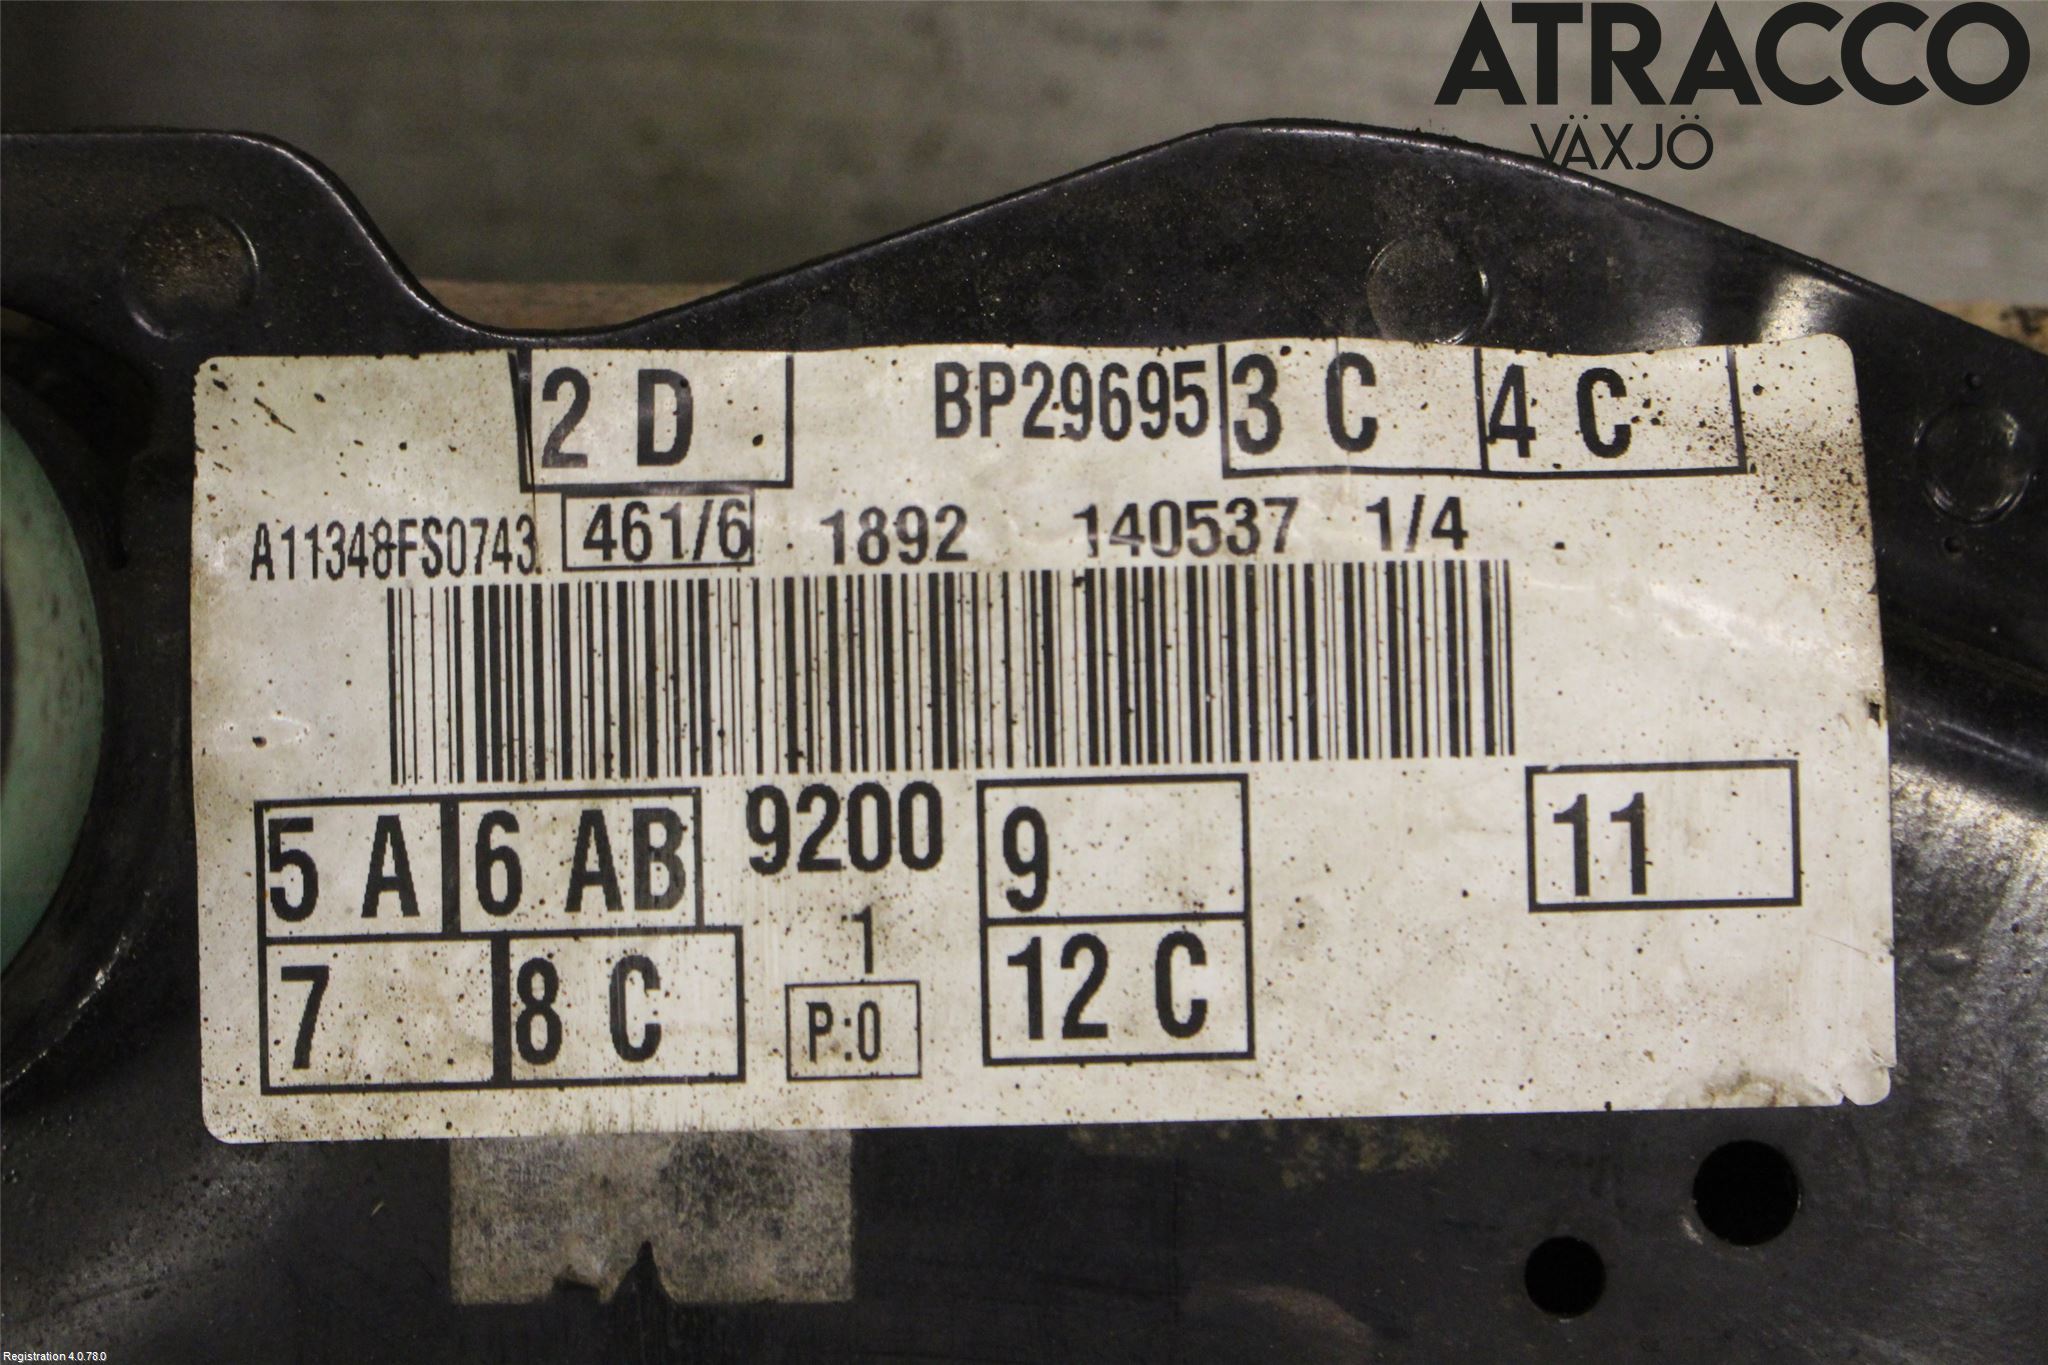 ATRACCO
VÄXJÖ
2 D BP29695 3 C 4 C
A11348FS0743 461/6 1892 140537 1/4
5 A 6 AB 9200 9 11
1
7 8 C P:0 12 C
Registration 4.0.78.0